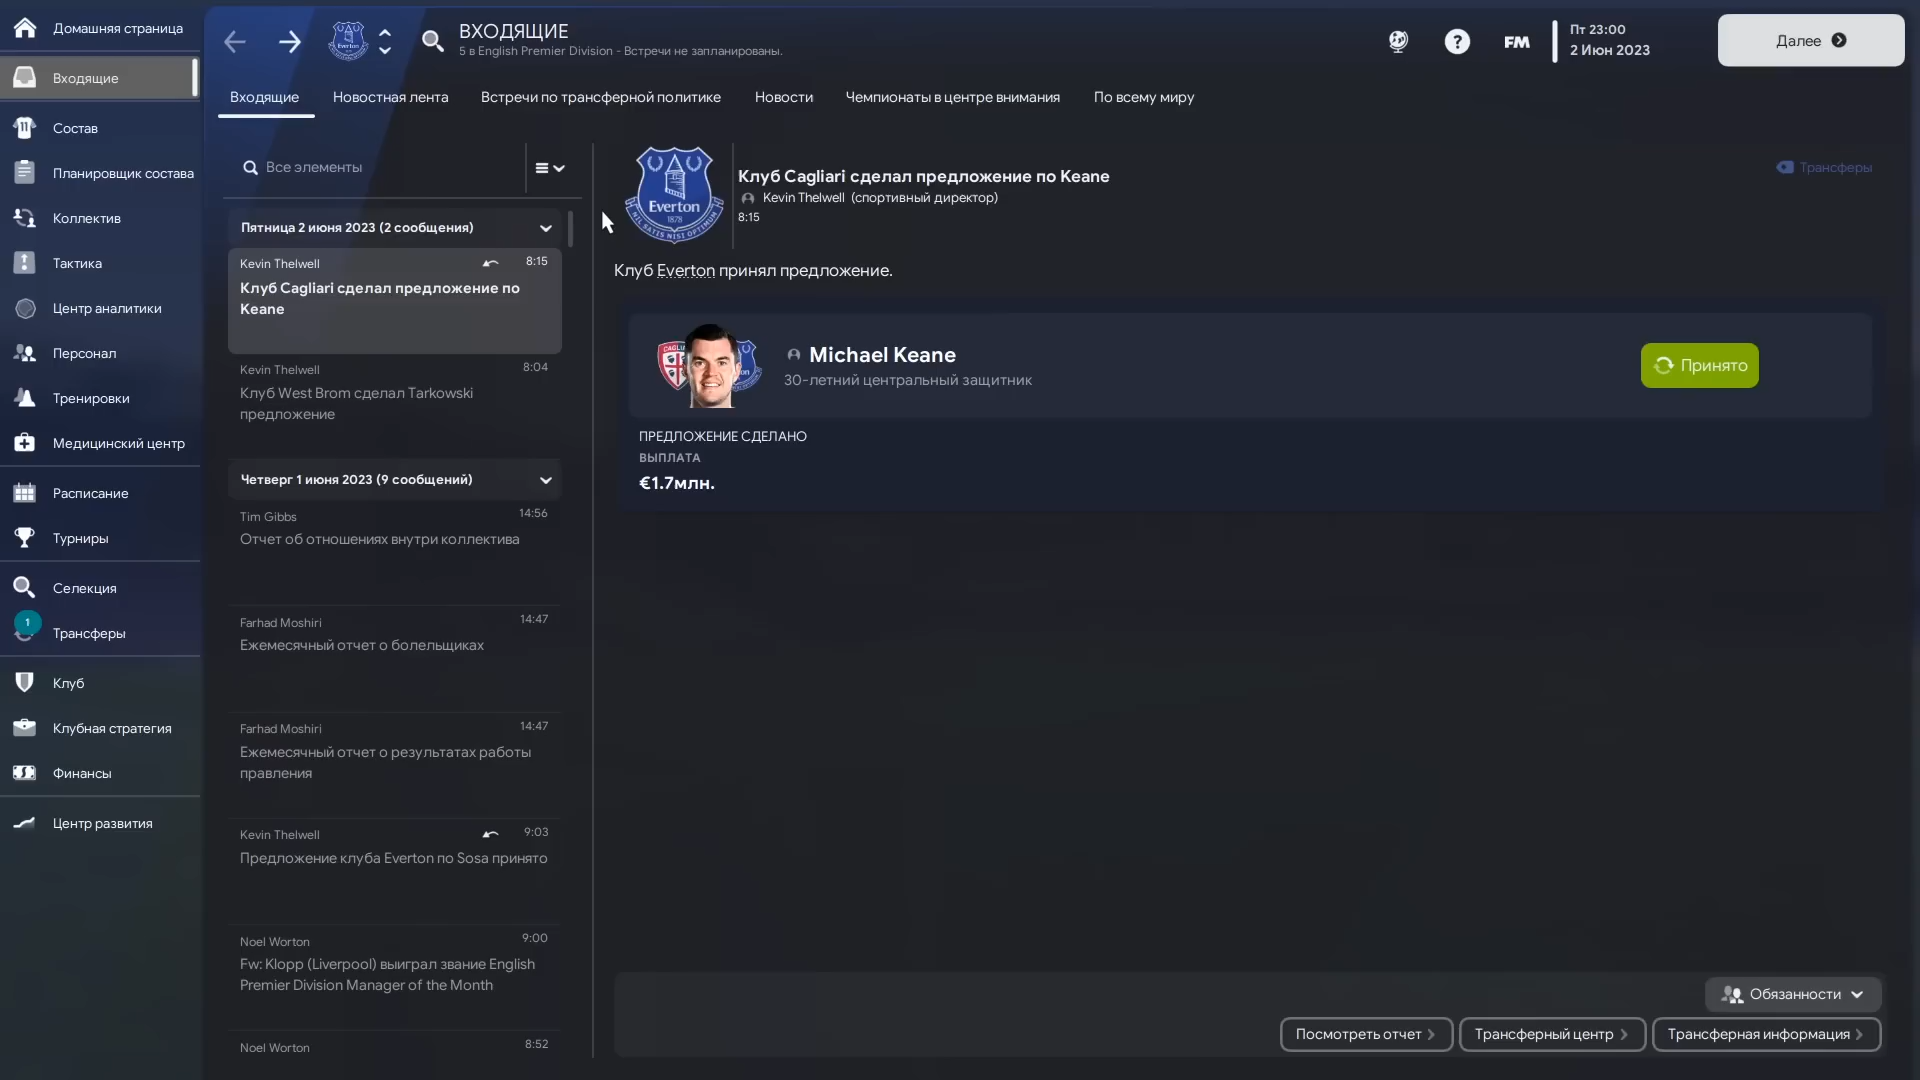 Домашняя страница
Входящие
Состав
Планировщик состава
Коллектив
Тактика
Центр аналитики
Персонал
Тренировки
Медицинский центр
Расписание
Турниры
Селекция
1
Трансферы
Клуб
Клубная стратегия
Финансы
Центр развития
Everton
ВХОДЯЩИЕ
5 в English Premier Division - Встречи не запланированы.
FM
Пт 23:00
2 Июн 2023
Далее
Входящие
Новостная лента
Встречи по трансферной политике
Новости
Чемпионаты в центре внимания
По всему миру
Все элементы
Пятница 2 июня 2023 (2 сообщения)
Kevin Thelwell 8:15
Клуб Cagliari сделал предложение по
Keane
Kevin Thelwell 8:04
Клуб West Brom сделал Tarkowski
предложение
Четверг 1 июня 2023 (9 сообщений)
Tim Gibbs 14:56
Отчет об отношениях внутри коллектива
Farhad Moshiri 14:47
Ежемесячный отчет о болельщиках
Farhad Moshiri 14:47
Ежемесячный отчет о результатах работы
правления
Kevin Thelwell 9:03
Предложение клуба Everton по Sosa принято
Noel Worton 9:00
Fw: Klopp (Liverpool) выиграл звание English
Premier Division Manager of the Month
Noel Worton 8:52
Everton
1878
NIL SATIS NISI OPTIMUM
Клуб Cagliari сделал предложение по Keane
Kevin Thelwell (спортивный директор)
8:15
Трансферы
Клуб Everton принял предложение.
Michael Keane
30-летний центральный защитник
Принято
ПРЕДЛОЖЕНИЕ СДЕЛАНО
ВЫПЛАТА
€1.7млн.
Обязанности
Посмотреть отчет
Трансферный центр
Трансферная информация